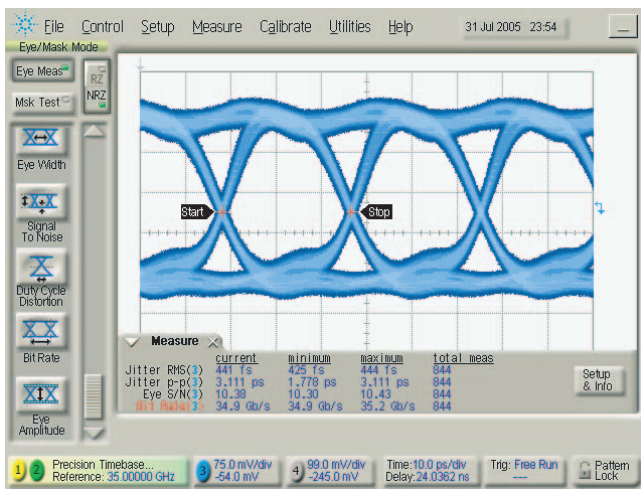 File Control Setup Measure Calibrate Utilities Help 31 Jul 2005 23:54
Eye/Mask Mode
Eye Meas
RZ
NRZ
Msk Test
Eye Width
Signal
To Noise
Duty Cycle
Distortion
Bit Rate
Eye
Amplitude
Start Stop
Measure
current minimum maximum total meas
Jitter RMS(3) 441 fs 425 fs 444 fs 844
Jitter p-p(3) 3.111 ps 1.778 ps 3.111 ps 844
Eye S/N(3) 10.38 10.30 10.43 844
Bit Rate(3) 34.9 Gb/s 34.9 Gb/s 35.2 Gb/s 844
Setup
& Info
1 2 Precision Timebase...
Reference: 35.00000 GHz
3 75.0 mV/div
-54.0 mV
4 99.0 mV/div
-245.0 mV
Time:10.0 ps/div
Delay:24.0362 ns
Trig: Free Run
---
Pattern
Lock